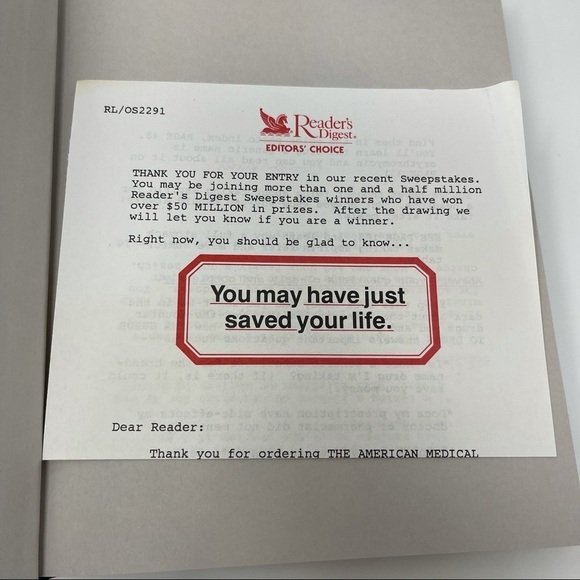 RL/OS2291
Reader's
Digest®
EDITORS' CHOICE
THANK YOU FOR YOUR ENTRY in our recent Sweepstakes.
You may be joining more than one and a half million
Reader's Digest Sweepstakes winners who have won
over $50 MILLION in prizes. After the drawing we
will let you know if you are a winner.
Right now, you should be glad to know...
You may have just
saved your life.
Dear Reader:
Thank you for ordering THE AMERICAN MEDICAL